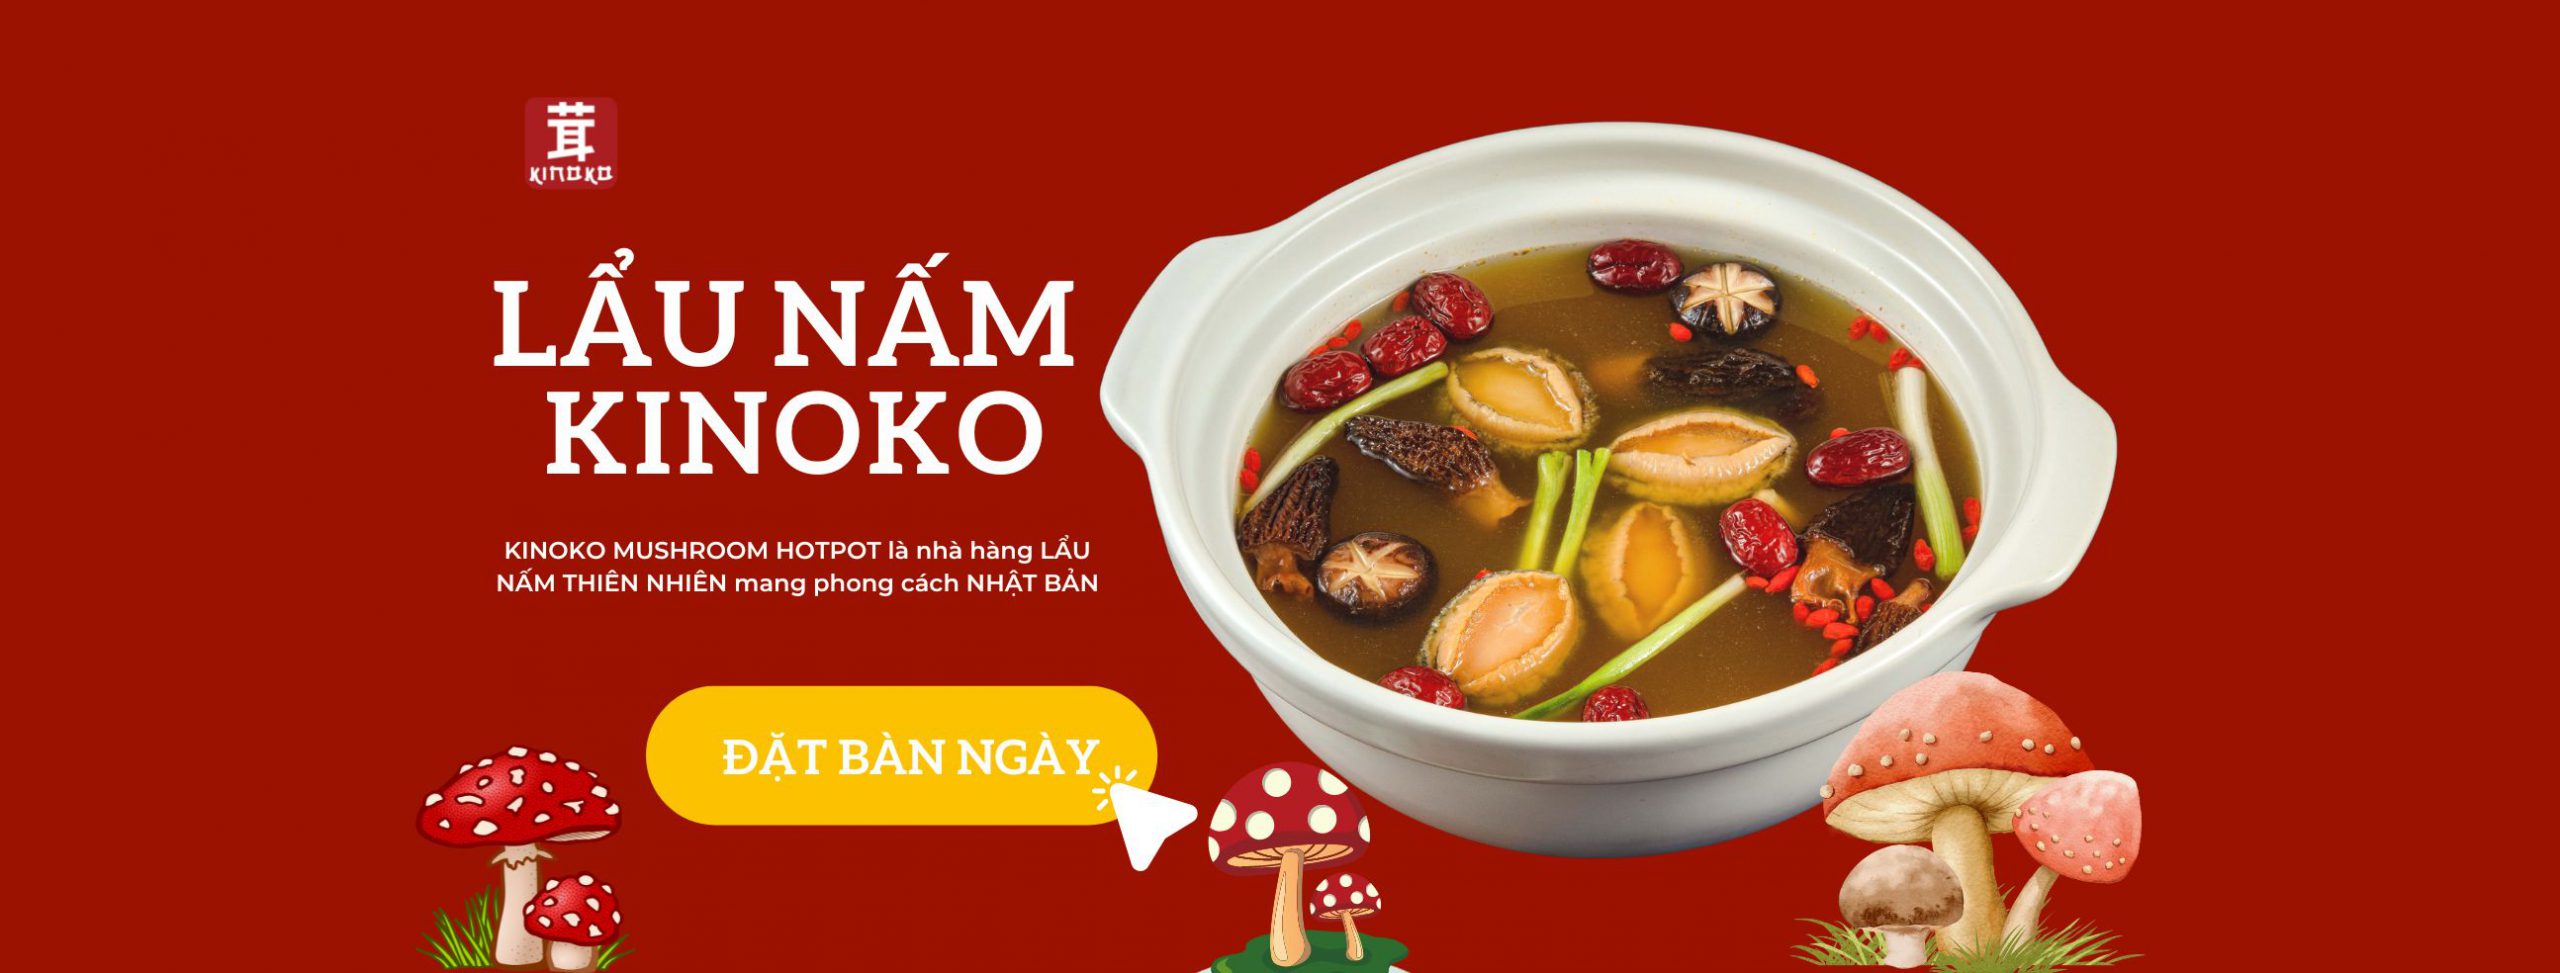 茸
KINOKO
LẨU NẤM
KINOKO
KINOKO MUSHROOM HOTPOT là nhà hàng LẨU
NẤM THIÊN NHIÊN mang phong cách NHẬT BẢN
ĐẶT BÀN NGÀY